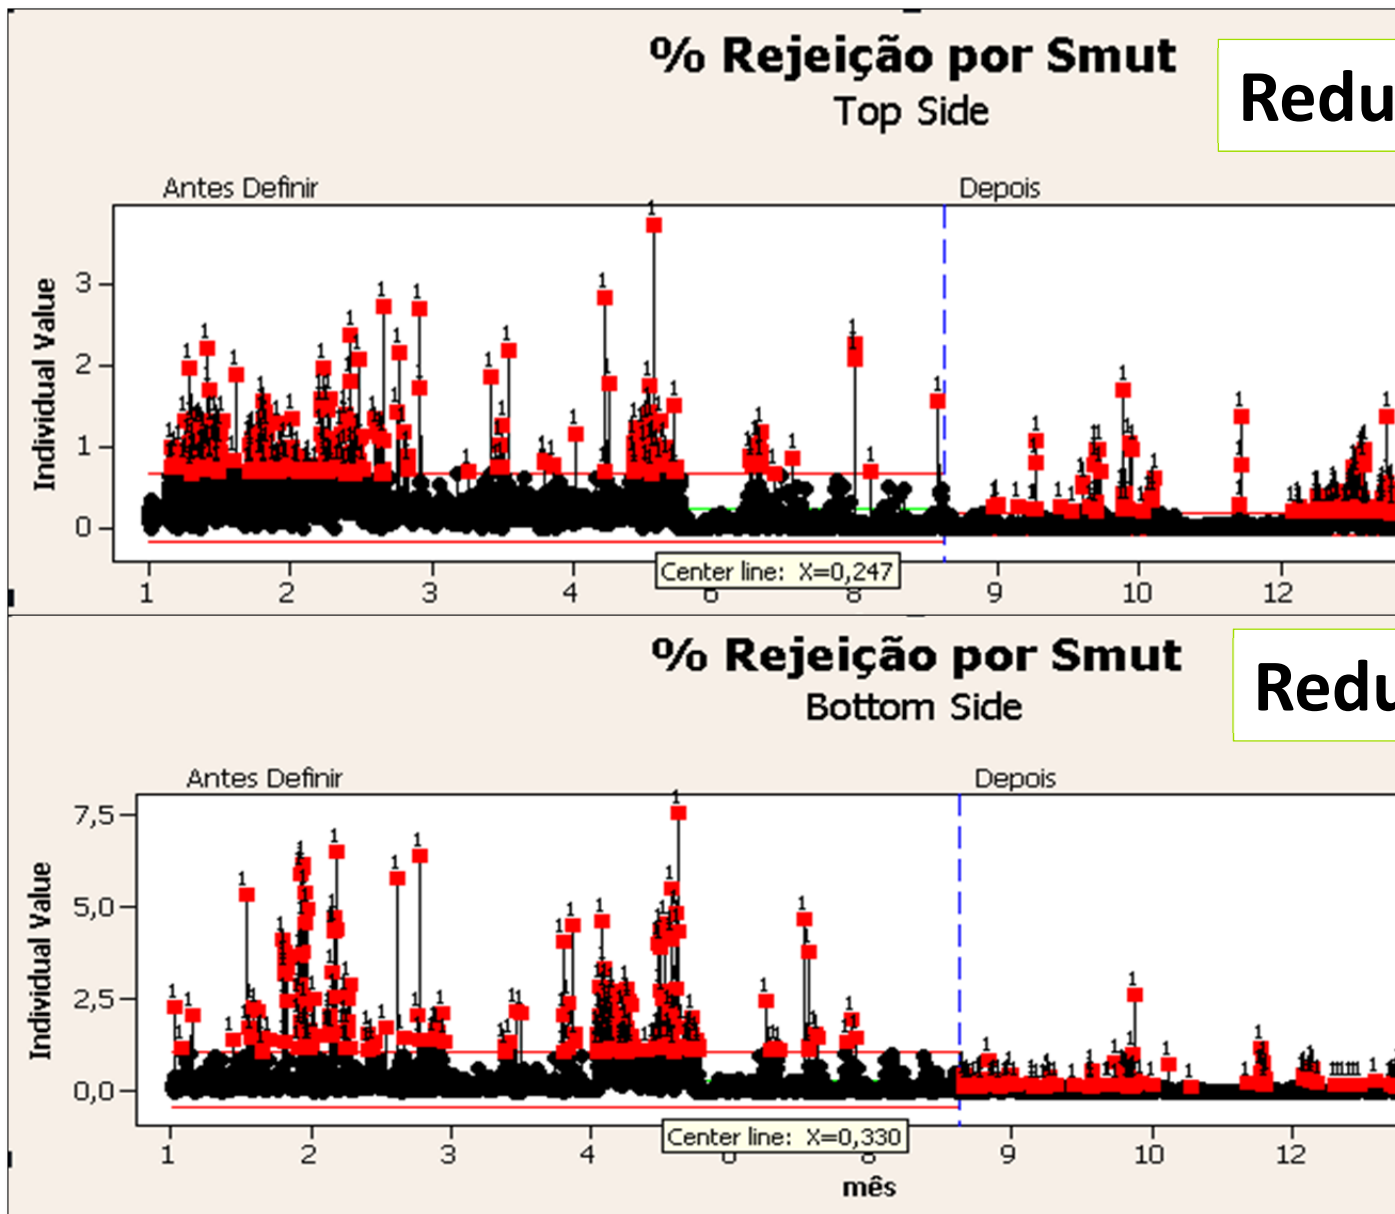 % Rejeição por Smut
Top Side
Redu
Antes Definir
Depois
Individual Value
3
2
1
0
Center line: X=0,247
1
2
3
4
6
8
9
10
12
% Rejeição por Smut
Bottom Side
Redu
Antes Definir
Depois
Individual Value
7,5
5,0
2,5
0,0
Center line: X=0,330
1
2
3
4
6
8
9
10
12
mês